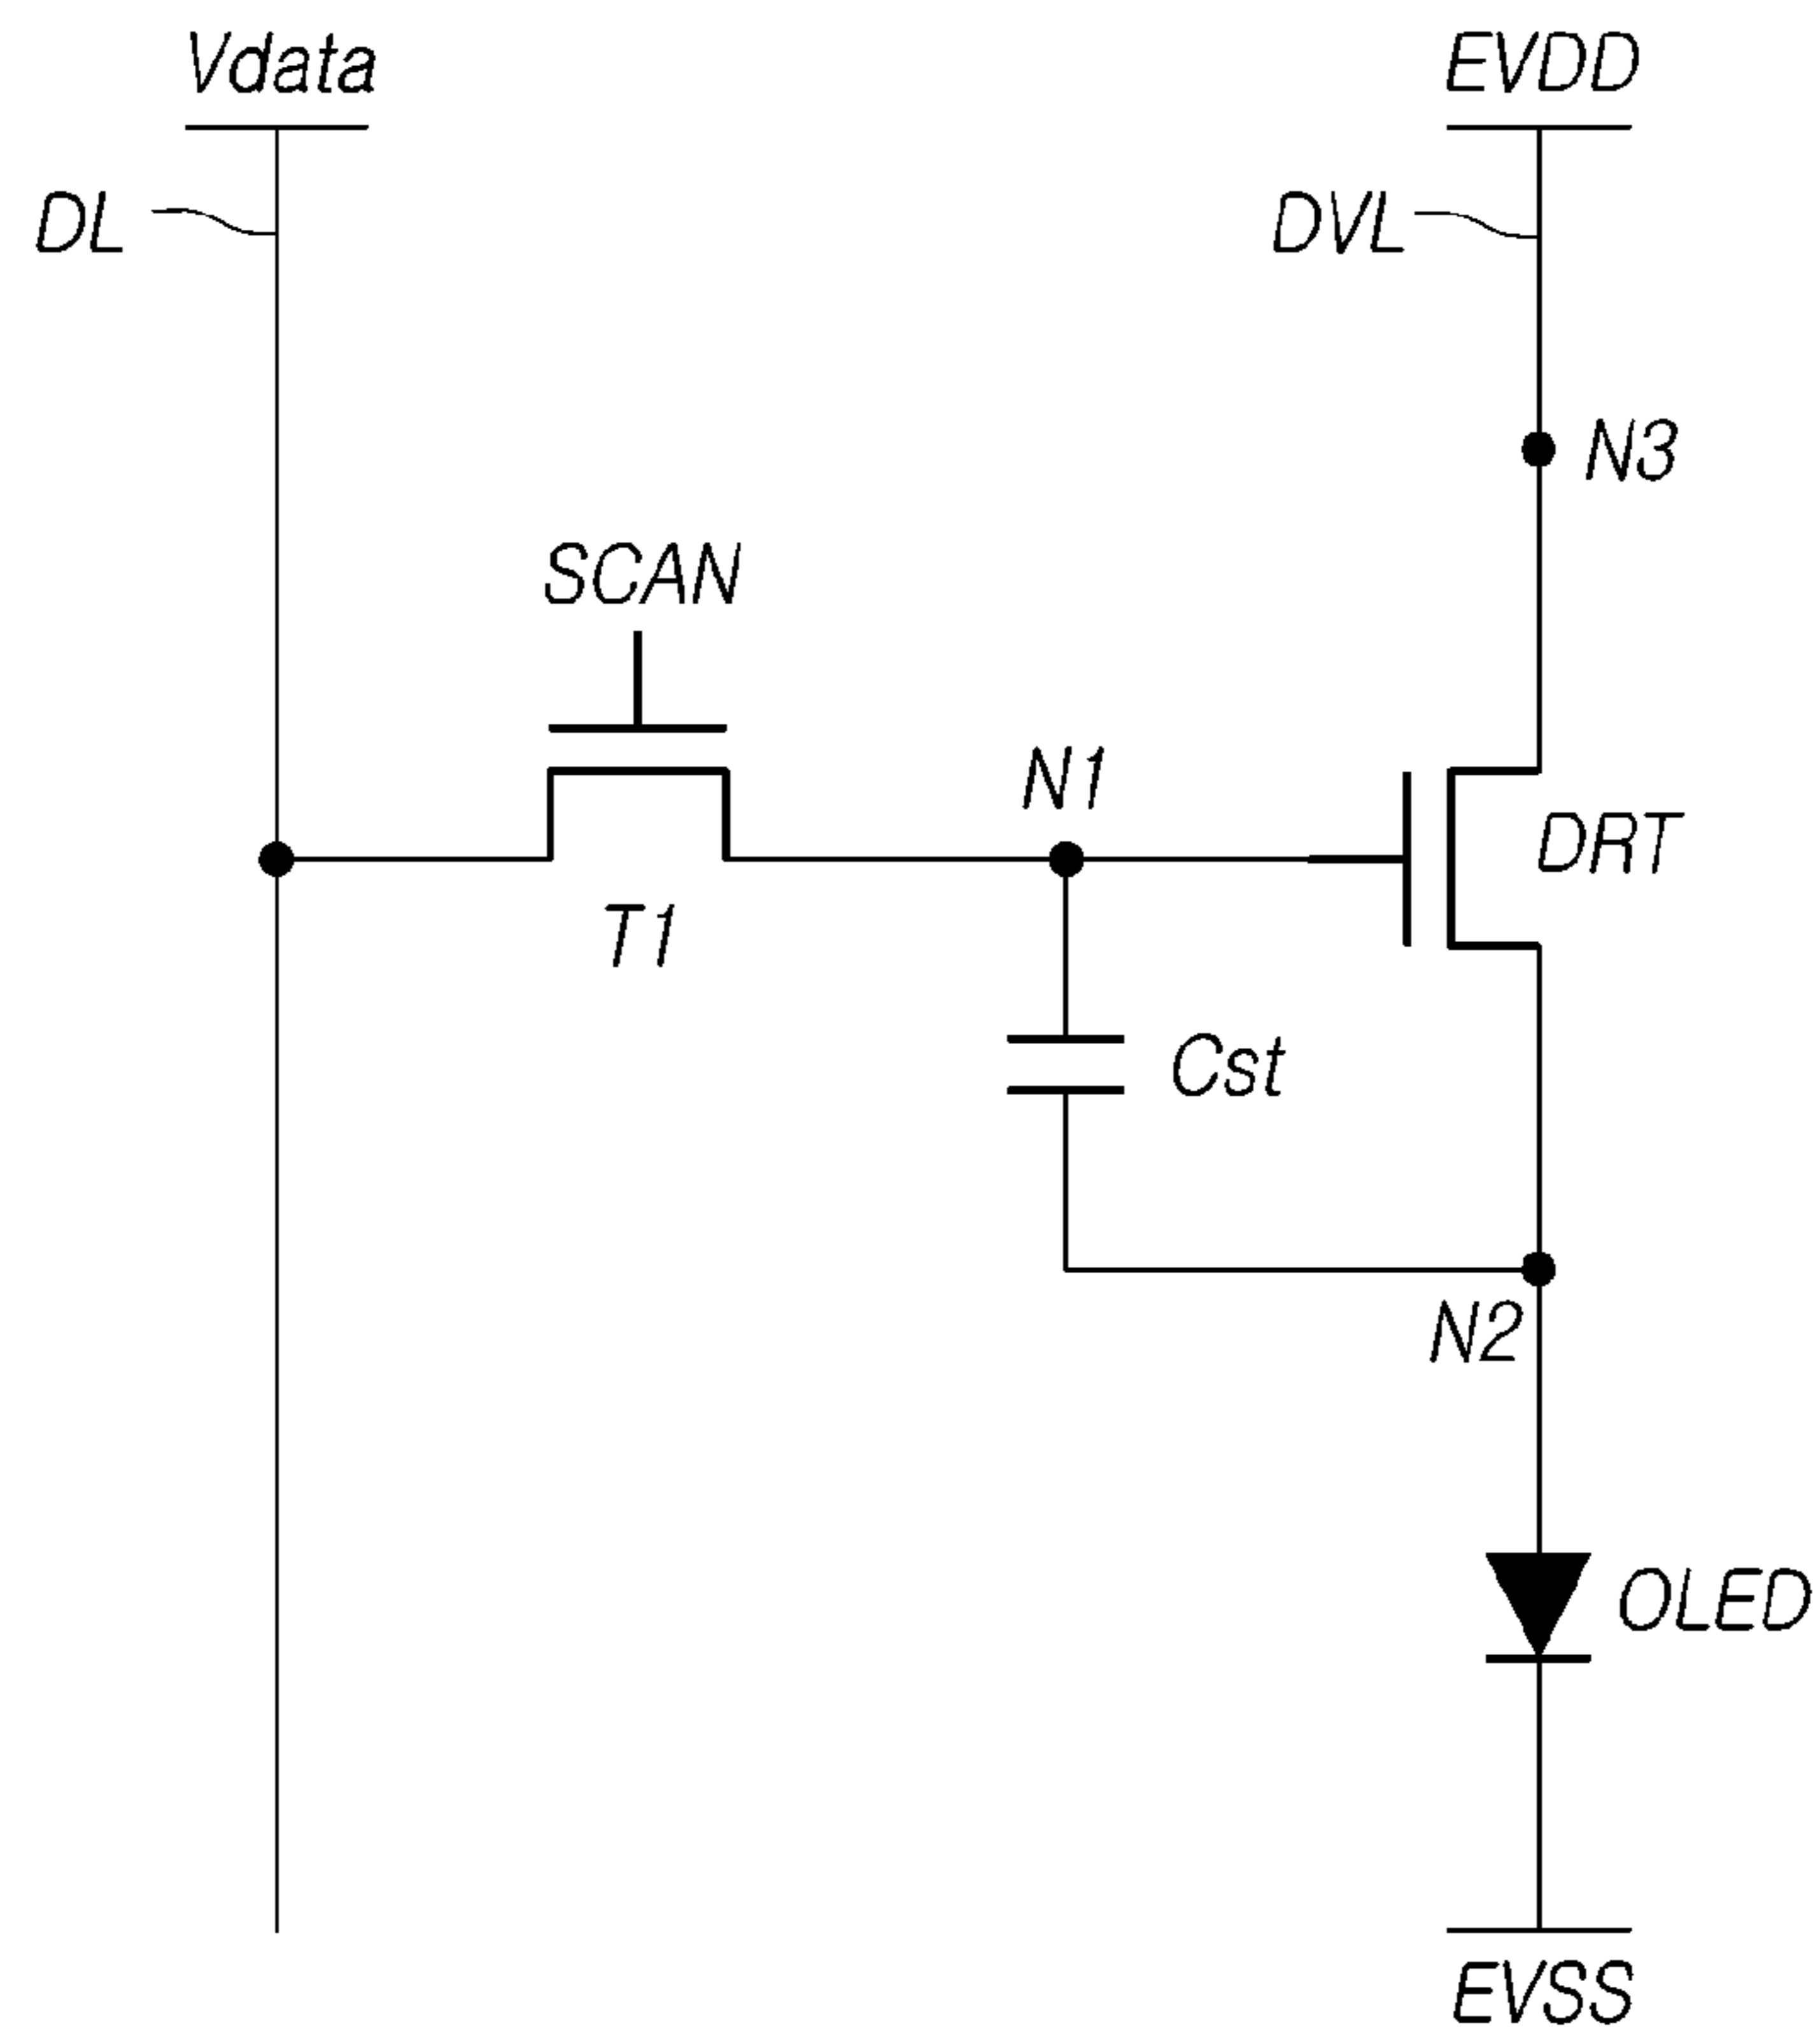 Vdata
EVDD
DL
DVL
N3
SCAN
N1
DRT
T1
Cst
N2
OLED
EVSS